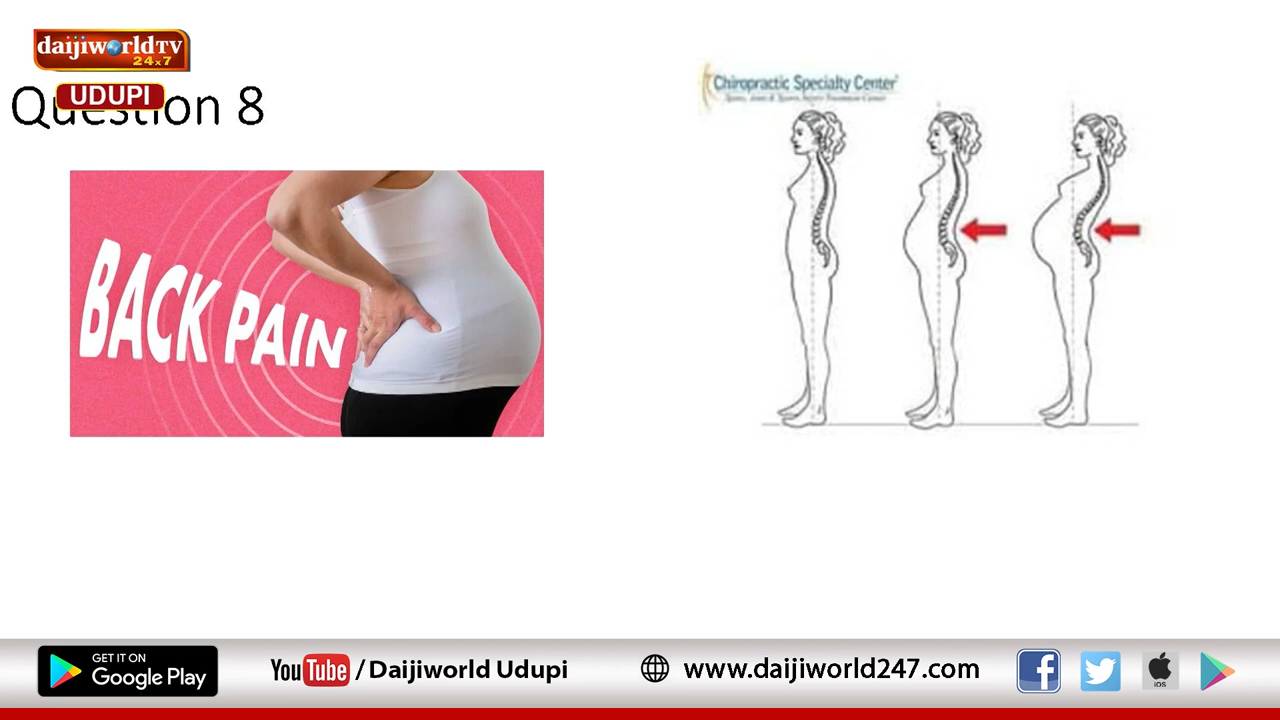 daijiworldTV
24x7
UDUPI
Question 8
Chiropractic Specialty Center
BACK PAIN
GET IT ON
Google Play
YouTube / Daijiworld Udupi
www.daijiworld247.com
iOS